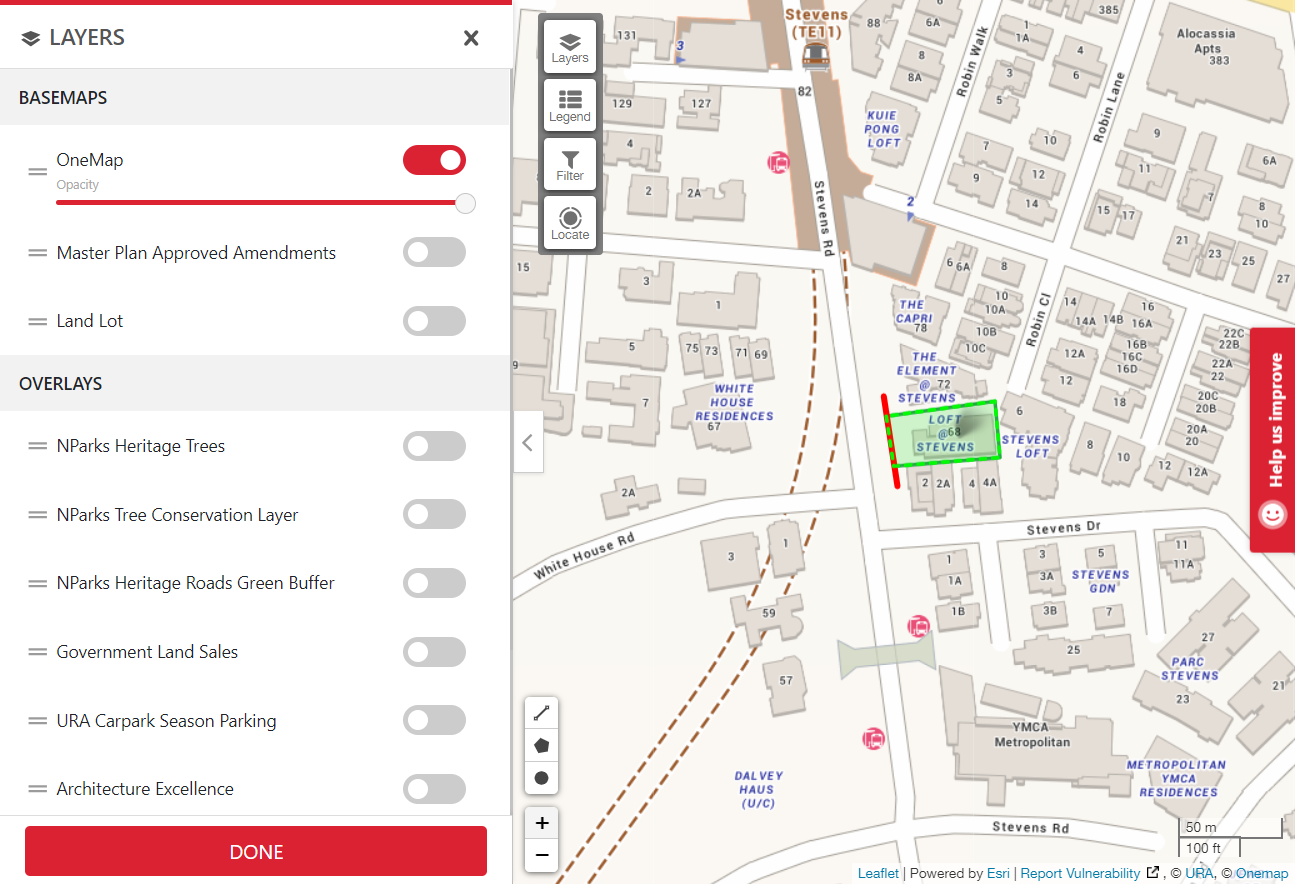 LAYERS
BASEMAPS
OneMap
Opacity
Master Plan Approved Amendments
Land Lot
OVERLAYS
NParks Heritage Trees
NParks Tree Conservation Layer
NParks Heritage Roads Green Buffer
Government Land Sales
URA Carpark Season Parking
Architecture Excellence
DONE
Layers
Legend
Filter
Locate
131
3
Stevens
(TE11)
88
6A
8
8A
385
1
1A
4
3
6
5
Alocassia
Apts
383
Robin Walk
Robin Lane
82
129
127
4
2
2A
KUIE
PONG
LOFT
7
10
9
12
14
9
11
7
6A
8
10
15
17
2
Stevens Rd
21
23
25
27
15
3
1
6
6A
8
10
10A
10B
10C
THE
CAPRI
78
Robin Cl
14
14A
14B
16
16A
16B
16C
16D
12A
12
18
22C
22B
22A
22
20C
20B
20A
20
5
75
73
71
69
9
7
WHITE
HOUSE
RESIDENCES
67
THE
ELEMENT
@ 72
STEVENS
LOFT
@68
STEVENS
6
STEVENS
LOFT
8
10
12
12A
2
2A
4
4A
2A
White House Rd
Stevens Dr
3
1
59
57
1
1A
1B
3
3A
3B
5
STEVENS
GDN
7
11
11A
25
27
PARC
STEVENS
23
21
YMCA
Metropolitan
METROPOLITAN
YMCA
RESIDENCES
DALVEY
HAUS
(U/C)
Stevens Rd
Help us improve
+
−
50 m
100 ft
Leaflet | Powered by Esri | Report Vulnerability , © URA, © Onemap